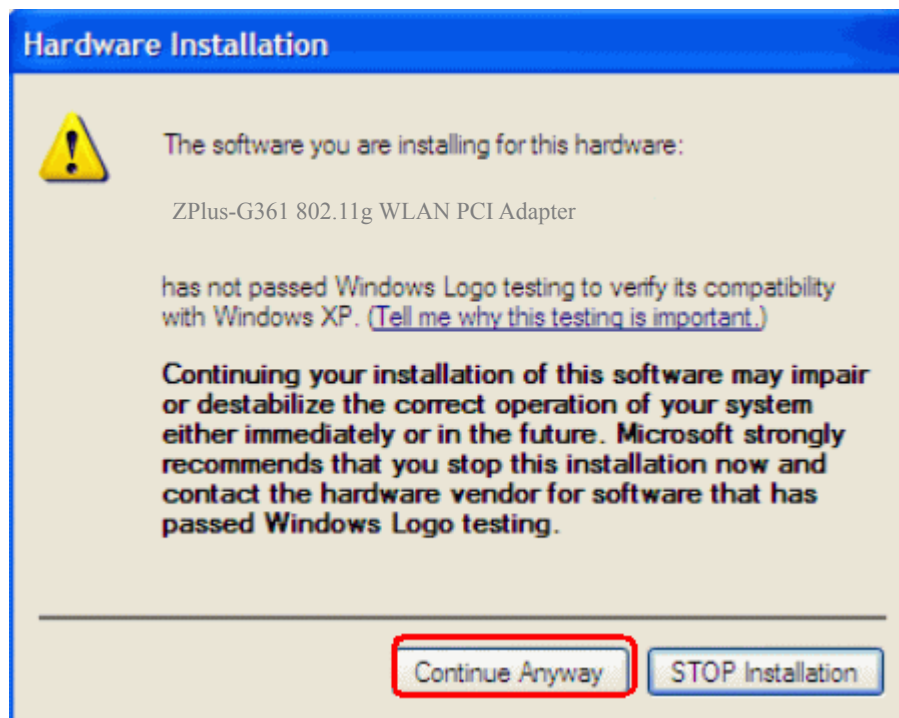 Hardware Installation
The software you are installing for this hardware:
ZPlus-G361 802.11g WLAN PCI Adapter
has not passed Windows Logo testing to verify its compatibility
with Windows XP. (Tell me why this testing is important.)
Continuing your installation of this software may impair
or destabilize the correct operation of your system
either immediately or in the future. Microsoft strongly
recommends that you stop this installation now and
contact the hardware vendor for software that has
passed Windows Logo testing.
Continue Anyway
STOP Installation